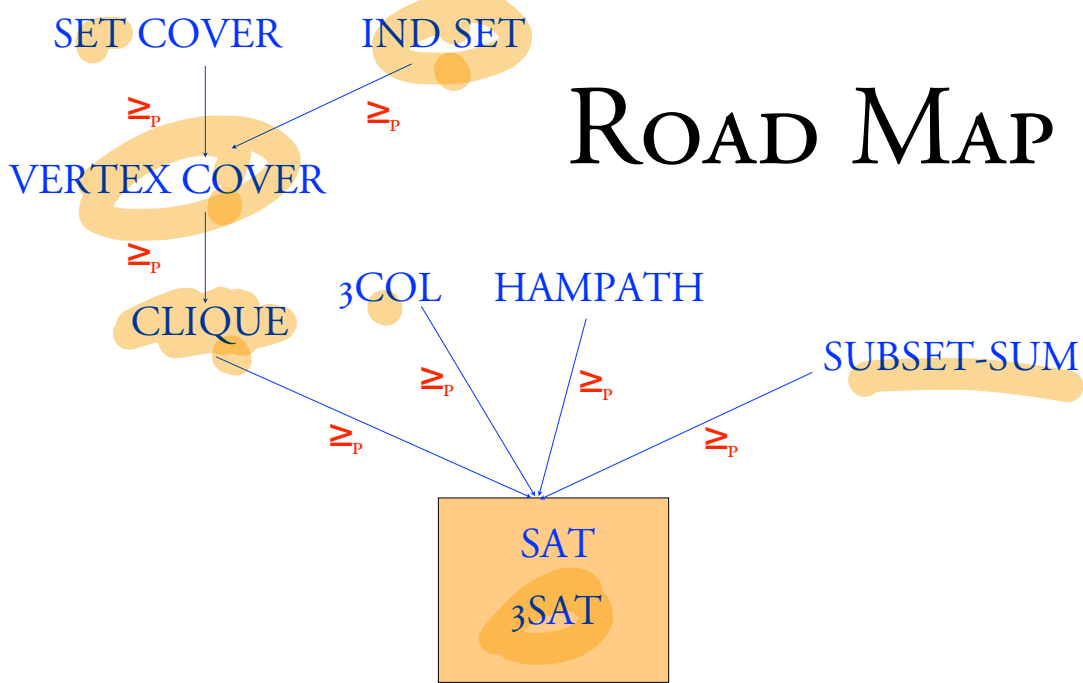 SET COVER
IND SET
ROAD MAP
≥P
≥P
VERTEX COVER
≥P
3COL
HAMPATH
CLIQUE
SUBSET-SUM
≥P
≥P
≥P
≥P
SAT
3SAT